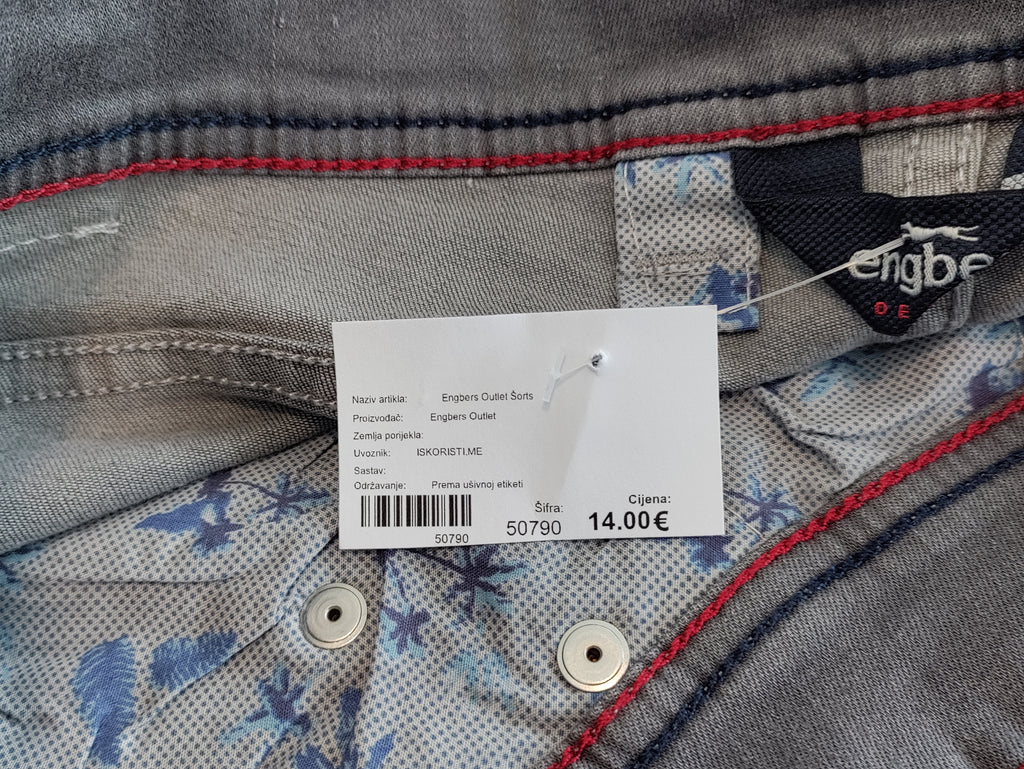 engbe
DE
Naziv artikla: Engbers Outlet Šorts
Proizvođač: Engbers Outlet
Zemlja porijekla:
Uvoznik: ISKORISTI.ME
Sastav:
Održavanje: Prema ušivnoj etiketi
50790
Šifra:
50790
Cijena:
14.00€